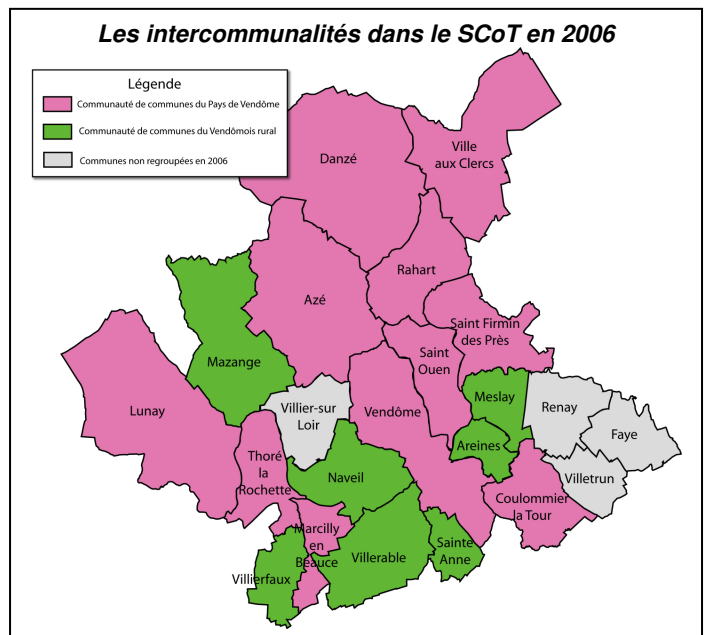 Les intercommunalités dans le SCoT en 2006
Légende
Communauté de communes du Pays de Vendôme
Communauté de communes du Vendômois rural
Communes non regroupées en 2006
Danzé
Ville
aux Clercs
Rahart
Azé
Saint Firmin
des Près
Saint
Ouen
Mazange
Lunay
Villier-sur
Loir
Vendôme
Meslay
Renay
Faye
Areines
Thoré
la
Rochette
Naveil
Villetrun
Coulommier
la Tour
Marcilly
en
Beauce
Villerable
Sainte
Anne
Villierfaux